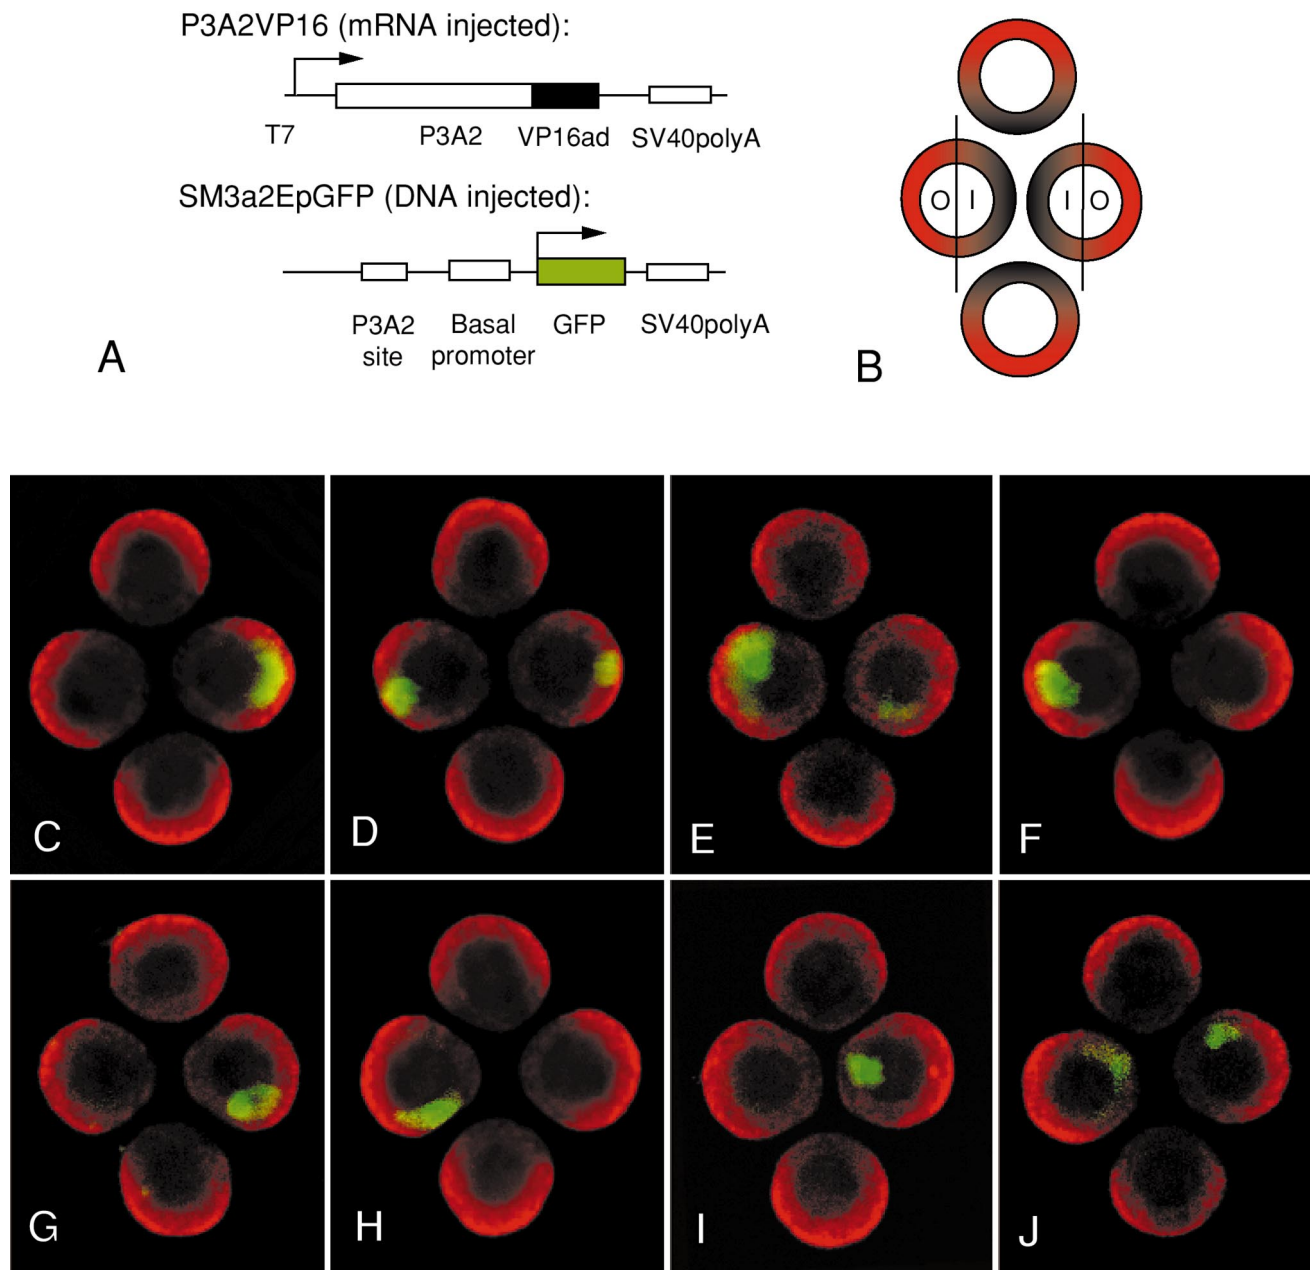 P3A2VP16 (mRNA injected):
T7 P3A2 VP16ad SV40polyA
SM3a2EpGFP (DNA injected):
P3A2 site Basal promoter GFP SV40polyA
A
O I I O
B
C D E F
G H I J